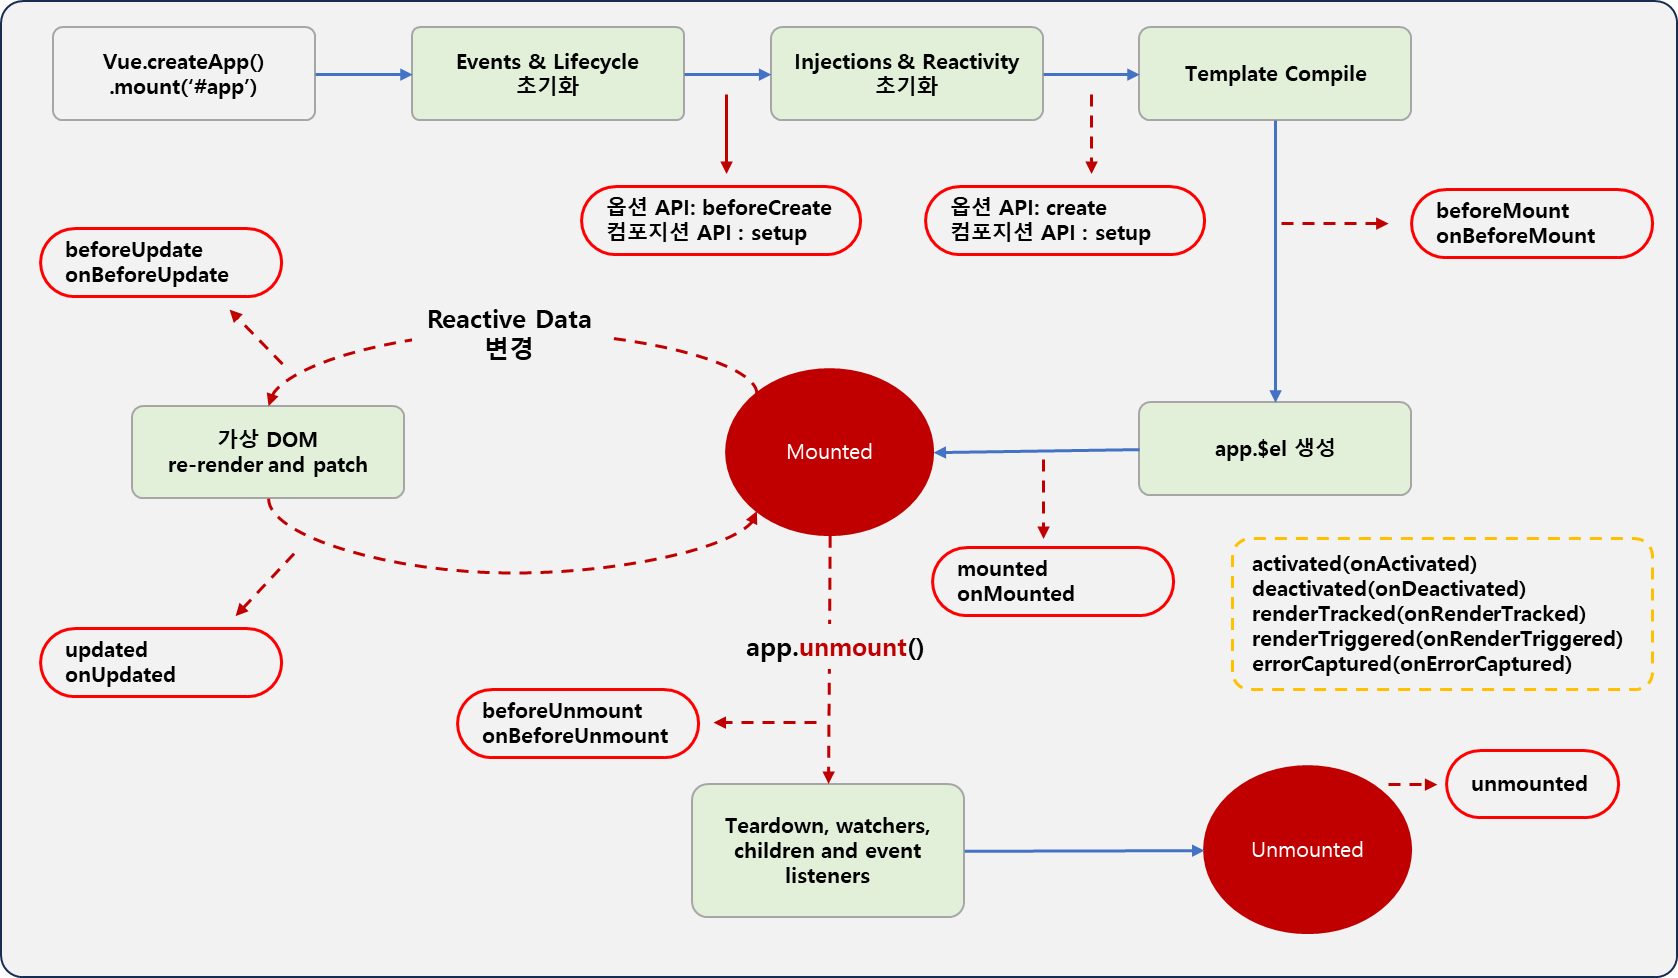 Vue.createApp()
.mount(‘#app’)
Events & Lifecycle
초기화
Injections & Reactivity
초기화
Template Compile
옵션 API: beforeCreate
컴포지션 API : setup
옵션 API: create
컴포지션 API : setup
beforeMount
onBeforeMount
beforeUpdate
onBeforeUpdate
Reactive Data
변경
가상 DOM
re-render and patch
Mounted
app.$el 생성
mounted
onMounted
activated(onActivated)
deactivated(onDeactivated)
renderTracked(onRenderTracked)
renderTriggered(onRenderTriggered)
errorCaptured(onErrorCaptured)
updated
onUpdated
app.unmount()
beforeUnmount
onBeforeUnmount
Teardown, watchers,
children and event
listeners
Unmounted
unmounted